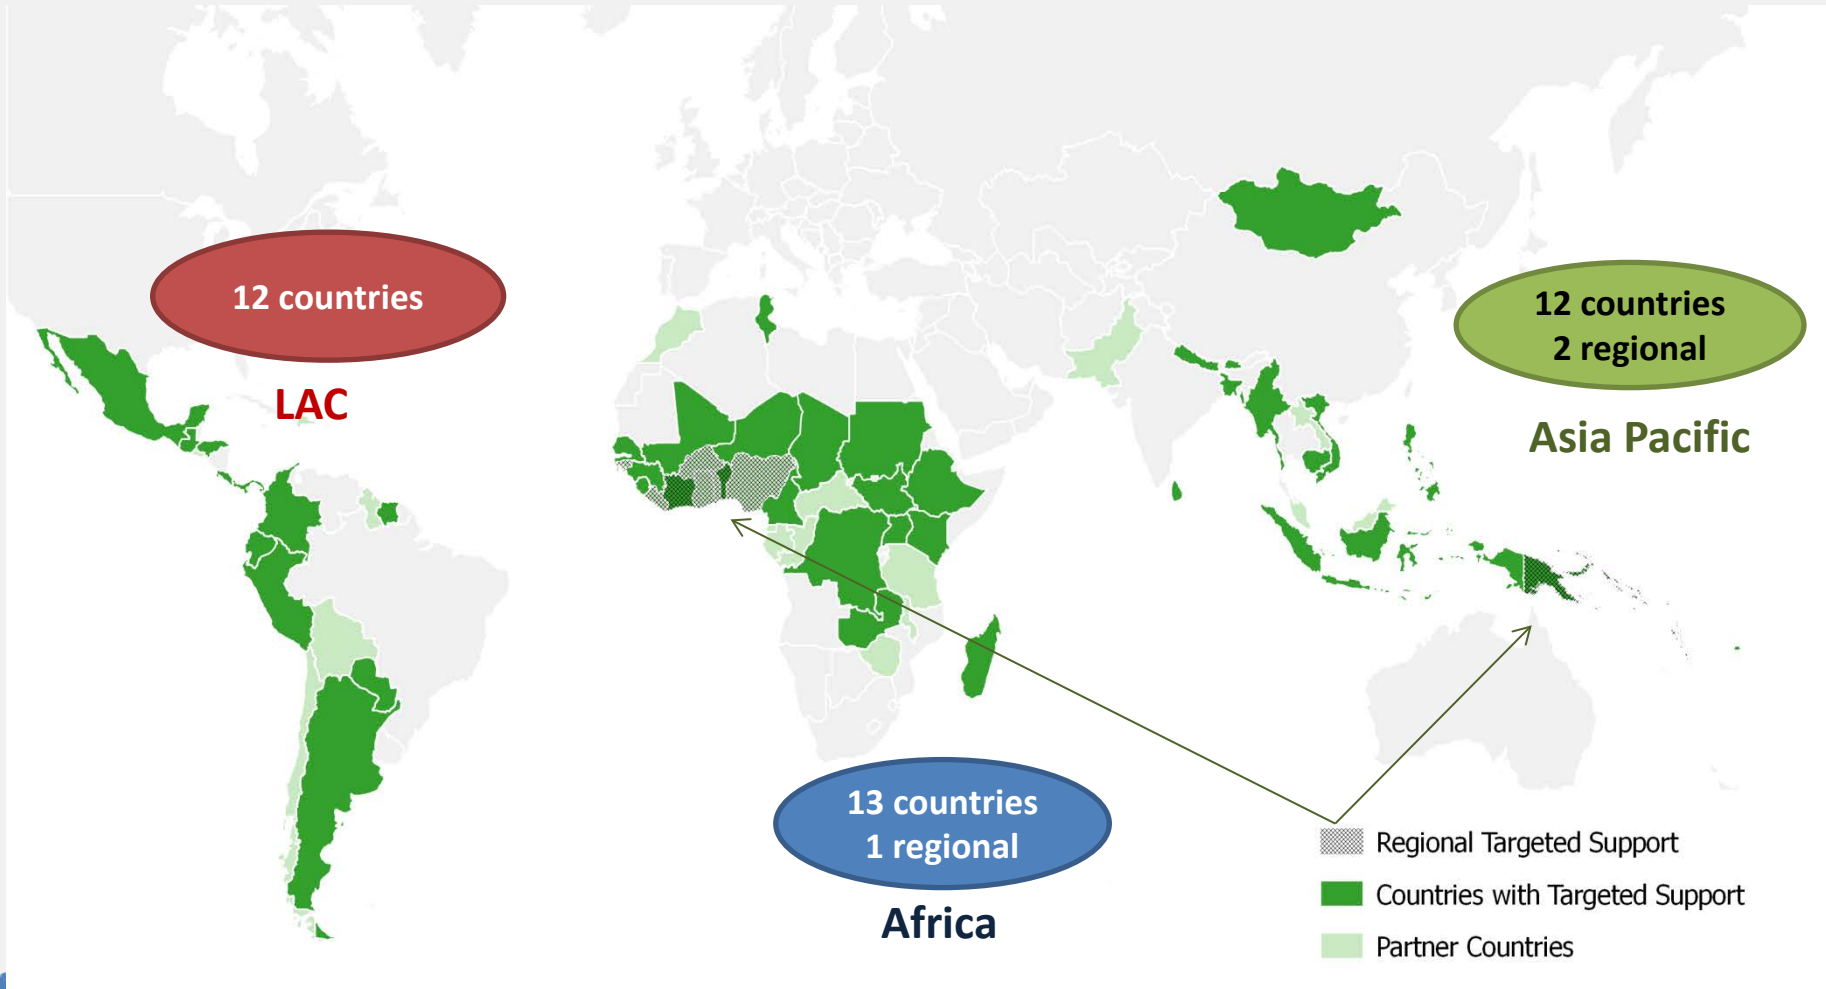 12 countries
LAC
12 countries
2 regional
Asia Pacific
13 countries
1 regional
Africa
Regional Targeted Support
Countries with Targeted Support
Partner Countries